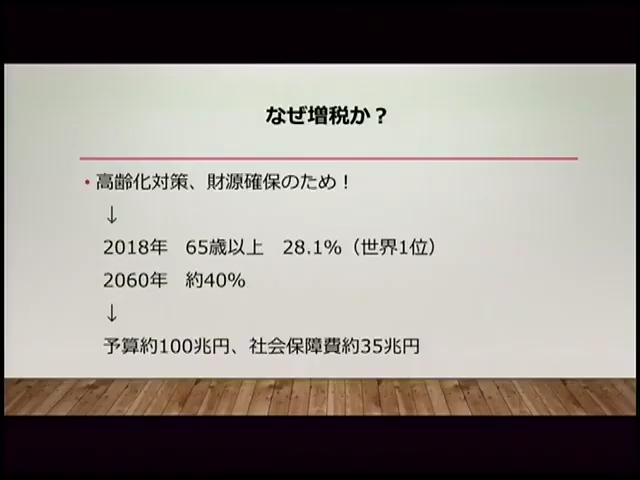 なぜ増税か？
・高齢化対策、財源確保のため！
↓
2018年　65歳以上　28.1%（世界1位）
2060年　約40%
↓
予算約100兆円、社会保障費約35兆円